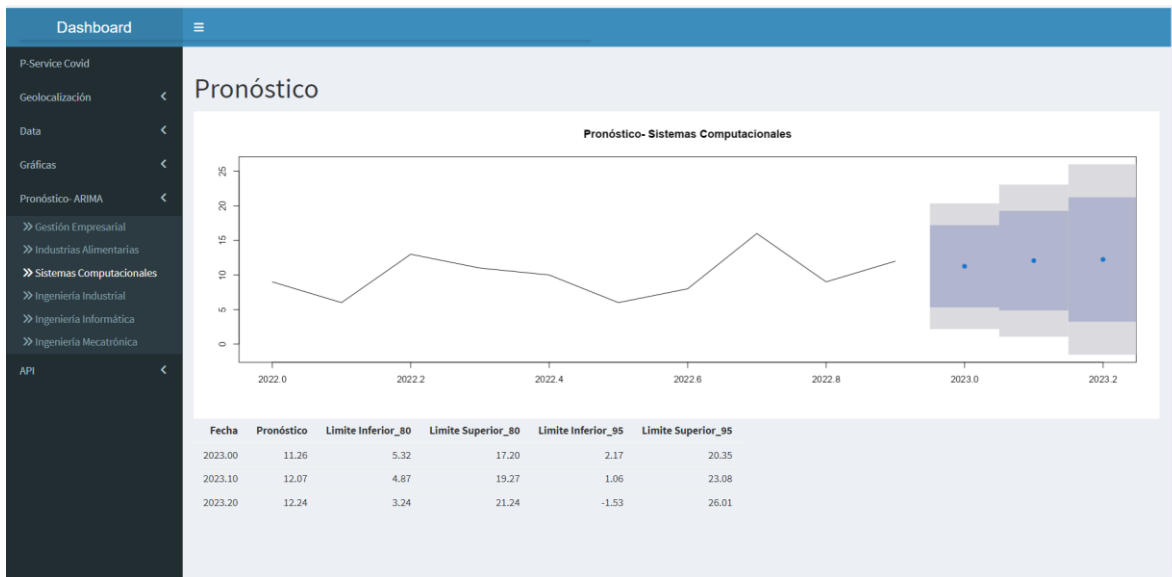 Dashboard
P-Service Covid
Geolocalización
Data
Gráficas
Pronóstico- ARIMA
Gestión Empresarial
Industrias Alimentarias
Sistemas Computacionales
Ingeniería Industrial
Ingeniería Informática
Ingeniería Mecatrónica
API
Pronóstico
Pronóstico- Sistemas Computacionales
25
20
15
10
5
0
2022.0 2022.2 2022.4 2022.6 2022.8 2023.0 2023.2
Fecha Pronóstico Limite Inferior_80 Limite Superior_80 Limite Inferior_95 Limite Superior_95
2023.00 11.26 5.32 17.20 2.17 20.35
2023.10 12.07 4.87 19.27 1.06 23.08
2023.20 12.24 3.24 21.24 -1.53 26.01